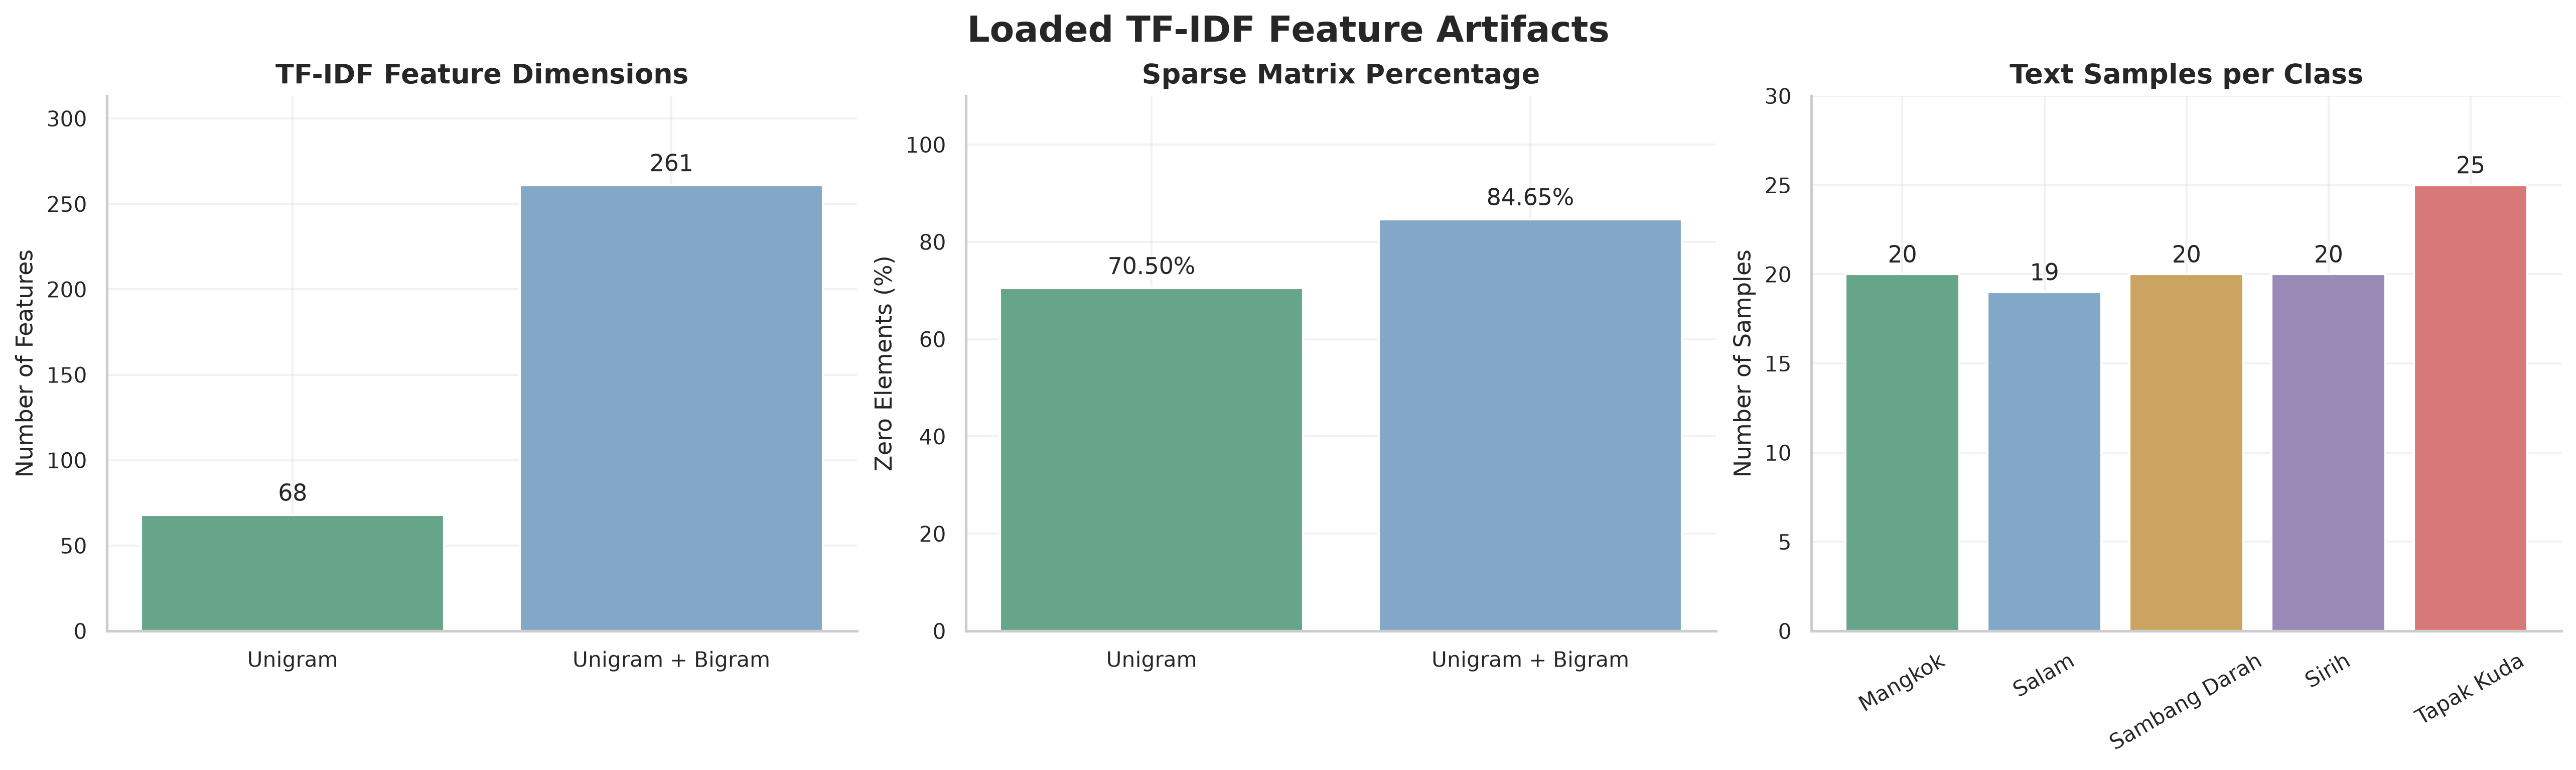 Loaded TF-IDF Feature Artifacts
TF-IDF Feature Dimensions
Number of Features
300
250
200
150
100
50
0
68
261
Unigram
Unigram + Bigram
Sparse Matrix Percentage
Zero Elements (%)
100
80
60
40
20
0
70.50%
84.65%
Unigram
Unigram + Bigram
Text Samples per Class
Number of Samples
30
25
20
15
10
5
0
20
19
20
20
25
Mangkok
Salam
Sambang Darah
Sirih
Tapak Kuda